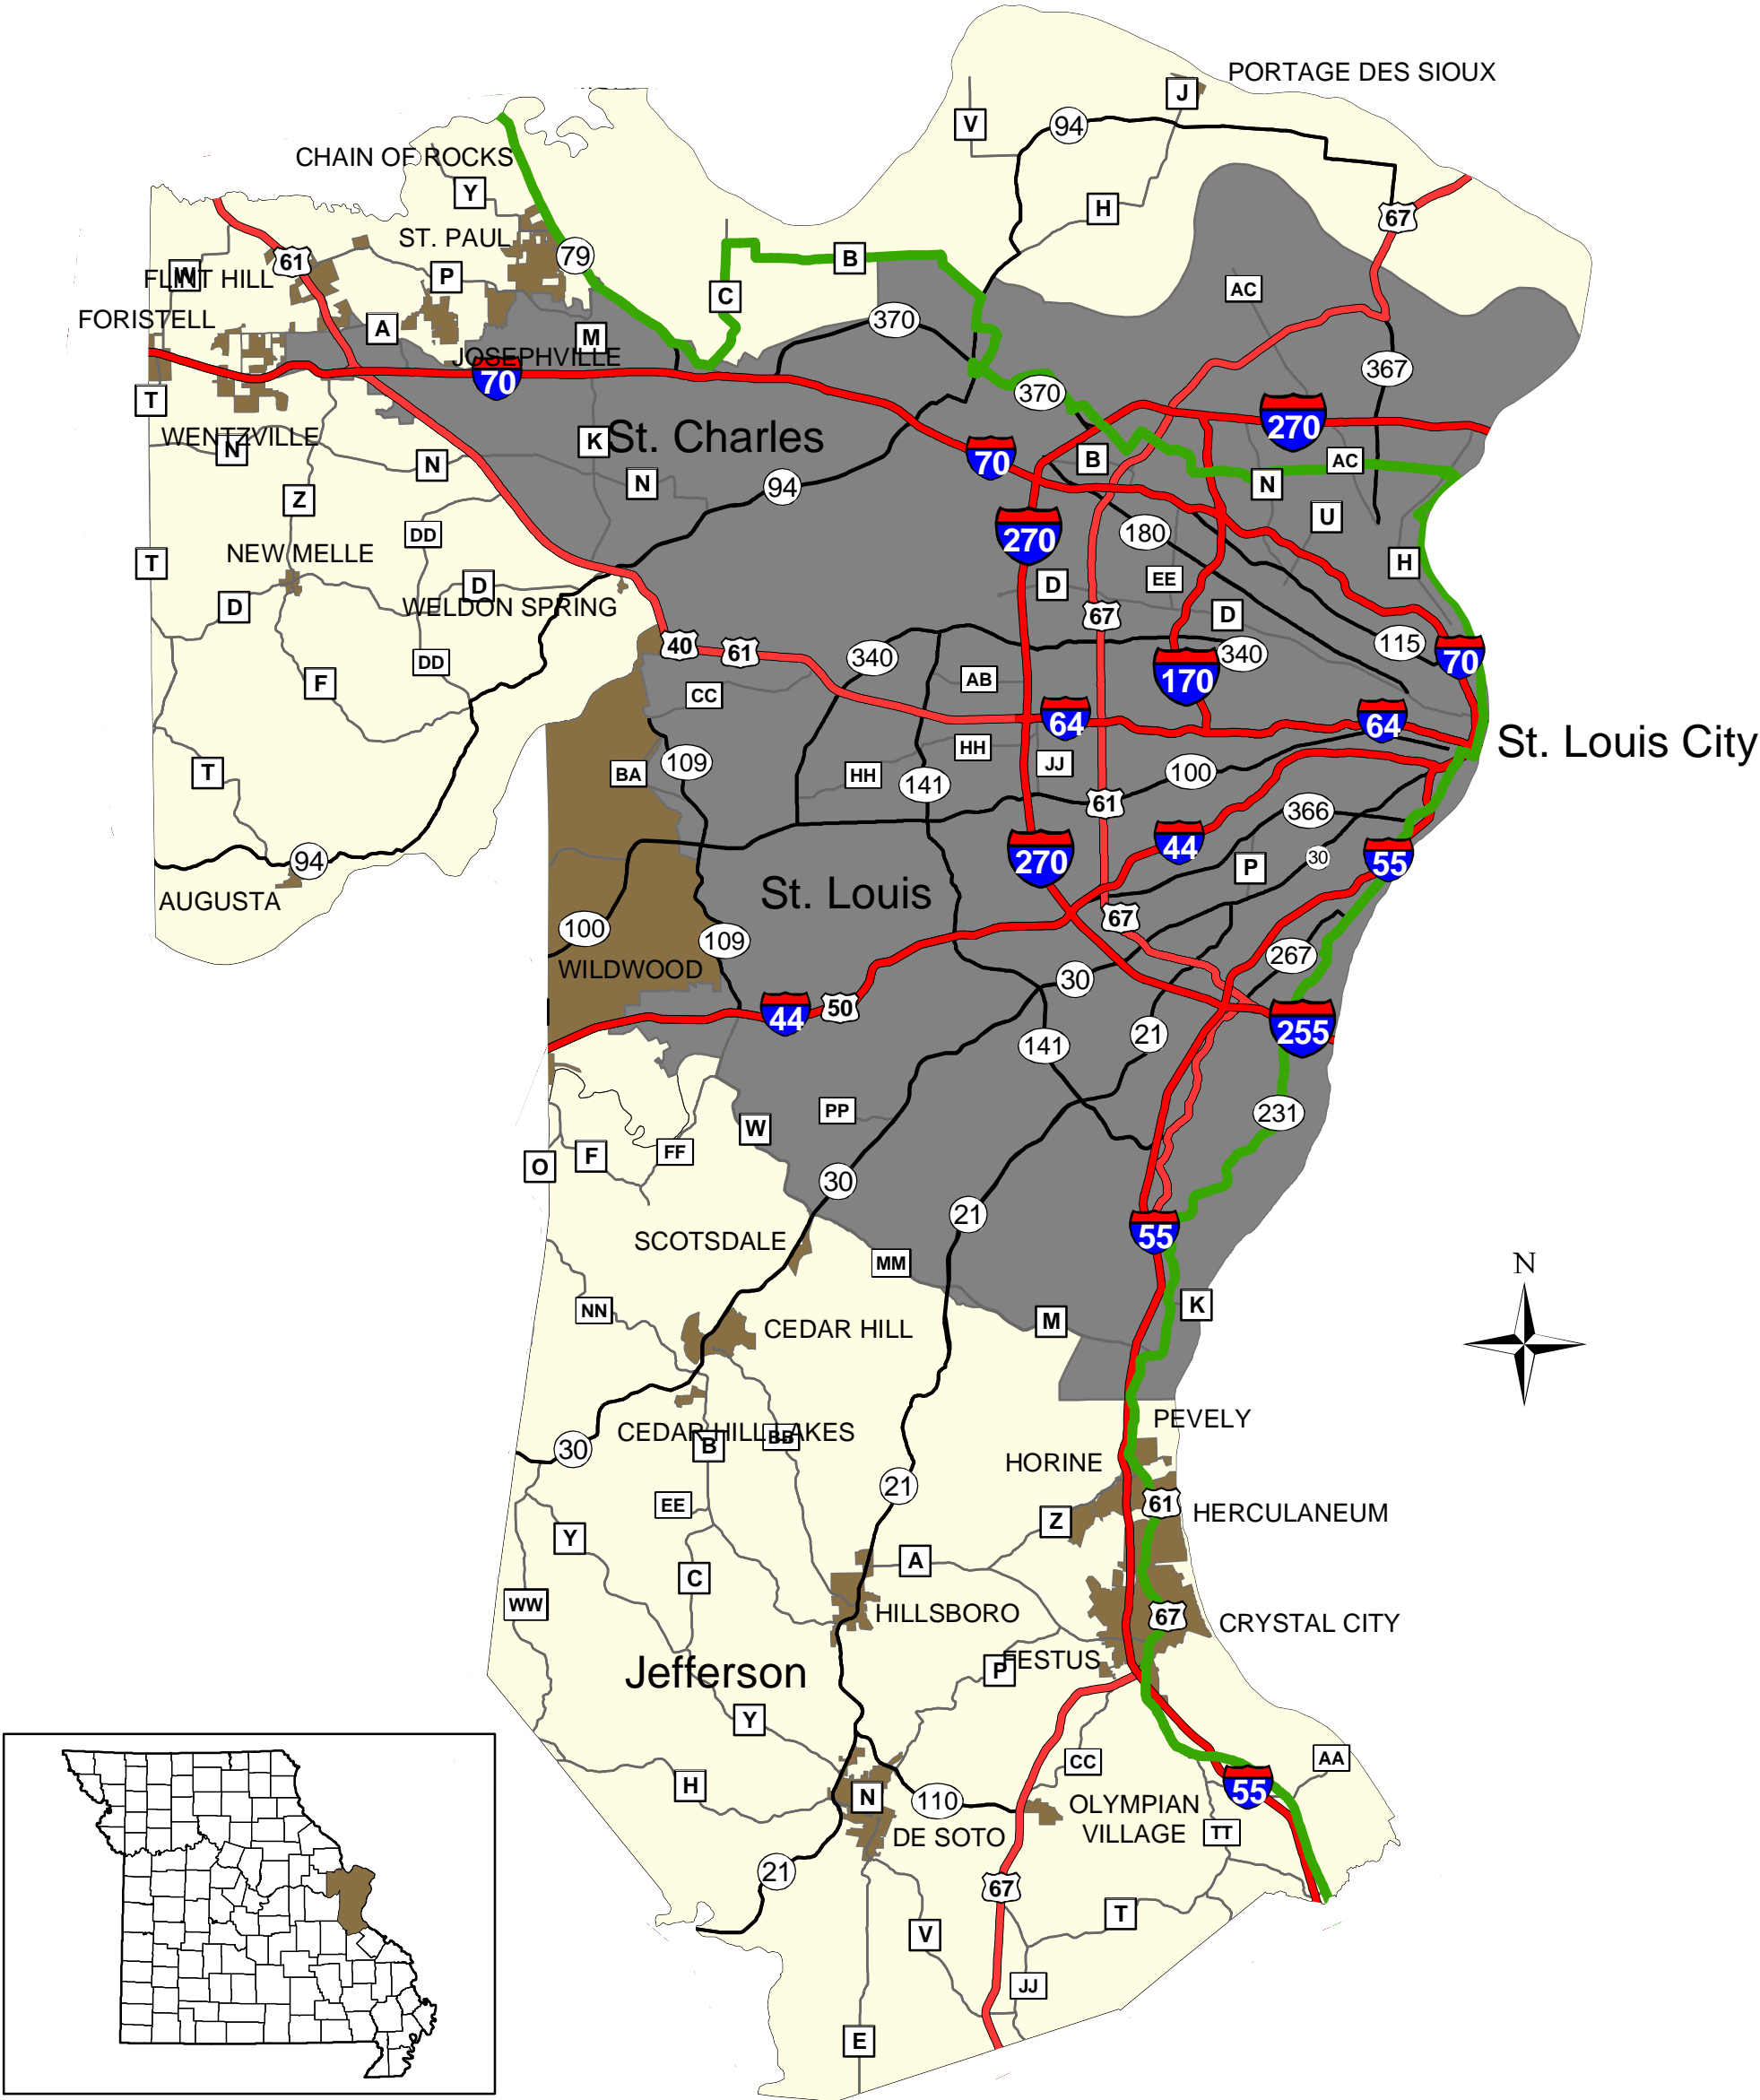 PORTAGE DES SIOUX
J
V
94
CHAIN OF ROCKS
Y
H
67
ST. PAUL
79
B
61
W
FLINT HILL
P
C
AC
FORISTELL
A
M
370
JOSEPHVILLE
70
367
T
370
270
WENTZVILLE
N
K
St. Charles
70
B
AC
N
N
94
N
Z
U
DD
270
180
NEW MELLE
T
H
D
D
EE
D
WELDON SPRING
67
D
40
61
340
115
340
70
DD
F
CC
AB
170
64
64
St. Louis City
HH
JJ
109
T
BA
HH
141
100
61
366
44
270
30
55
P
94
AUGUSTA
St. Louis
100
109
67
267
WILDWOOD
30
44
50
255
21
141
PP
231
W
FF
F
O
30
21
SCOTSDALE
55
MM
N
NN
K
M
CEDAR HILL
PEVELY
CEDAR HILL LAKES
BB
B
30
HORINE
21
61
EE
HERCULANEUM
Z
Y
A
C
WW
HILLSBORO
67
CRYSTAL CITY
FESTUS
P
Jefferson
Y
CC
AA
H
55
N
110
OLYMPIAN
VILLAGE
TT
DE SOTO
21
67
T
V
JJ
E